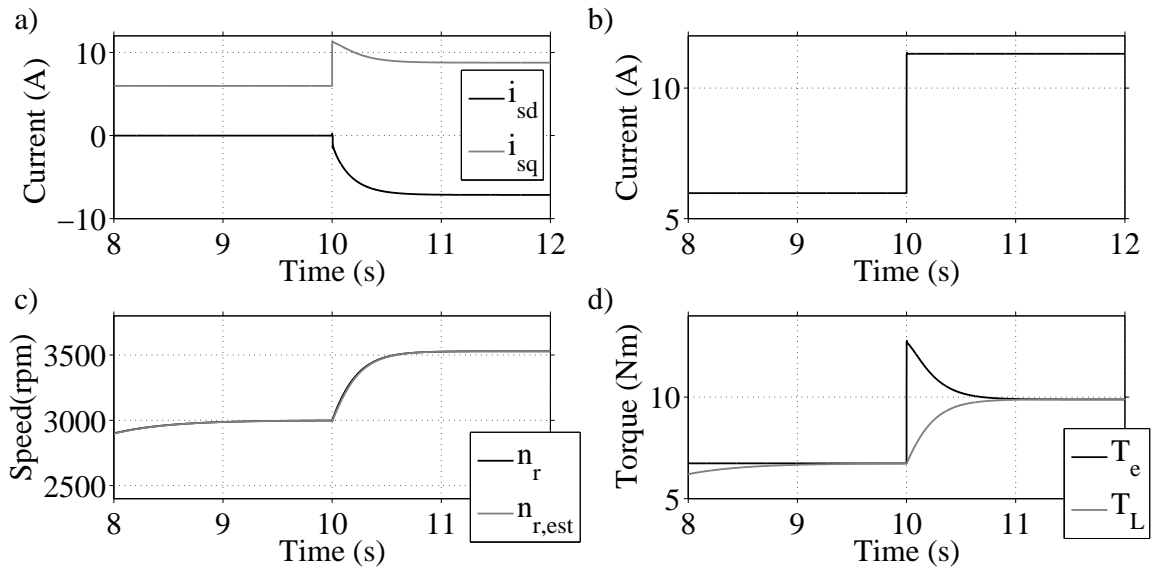 a)
Current (A)
10
0
−10
8 9 10 11 12
Time (s)
i_sd
i_sq
b)
Current (A)
10
5
8 9 10 11 12
Time (s)
c)
Speed(rpm)
3500
3000
2500
8 9 10 11 12
Time (s)
n_r
n_r,est
d)
Torque (Nm)
10
5
8 9 10 11 12
Time (s)
T_e
T_L